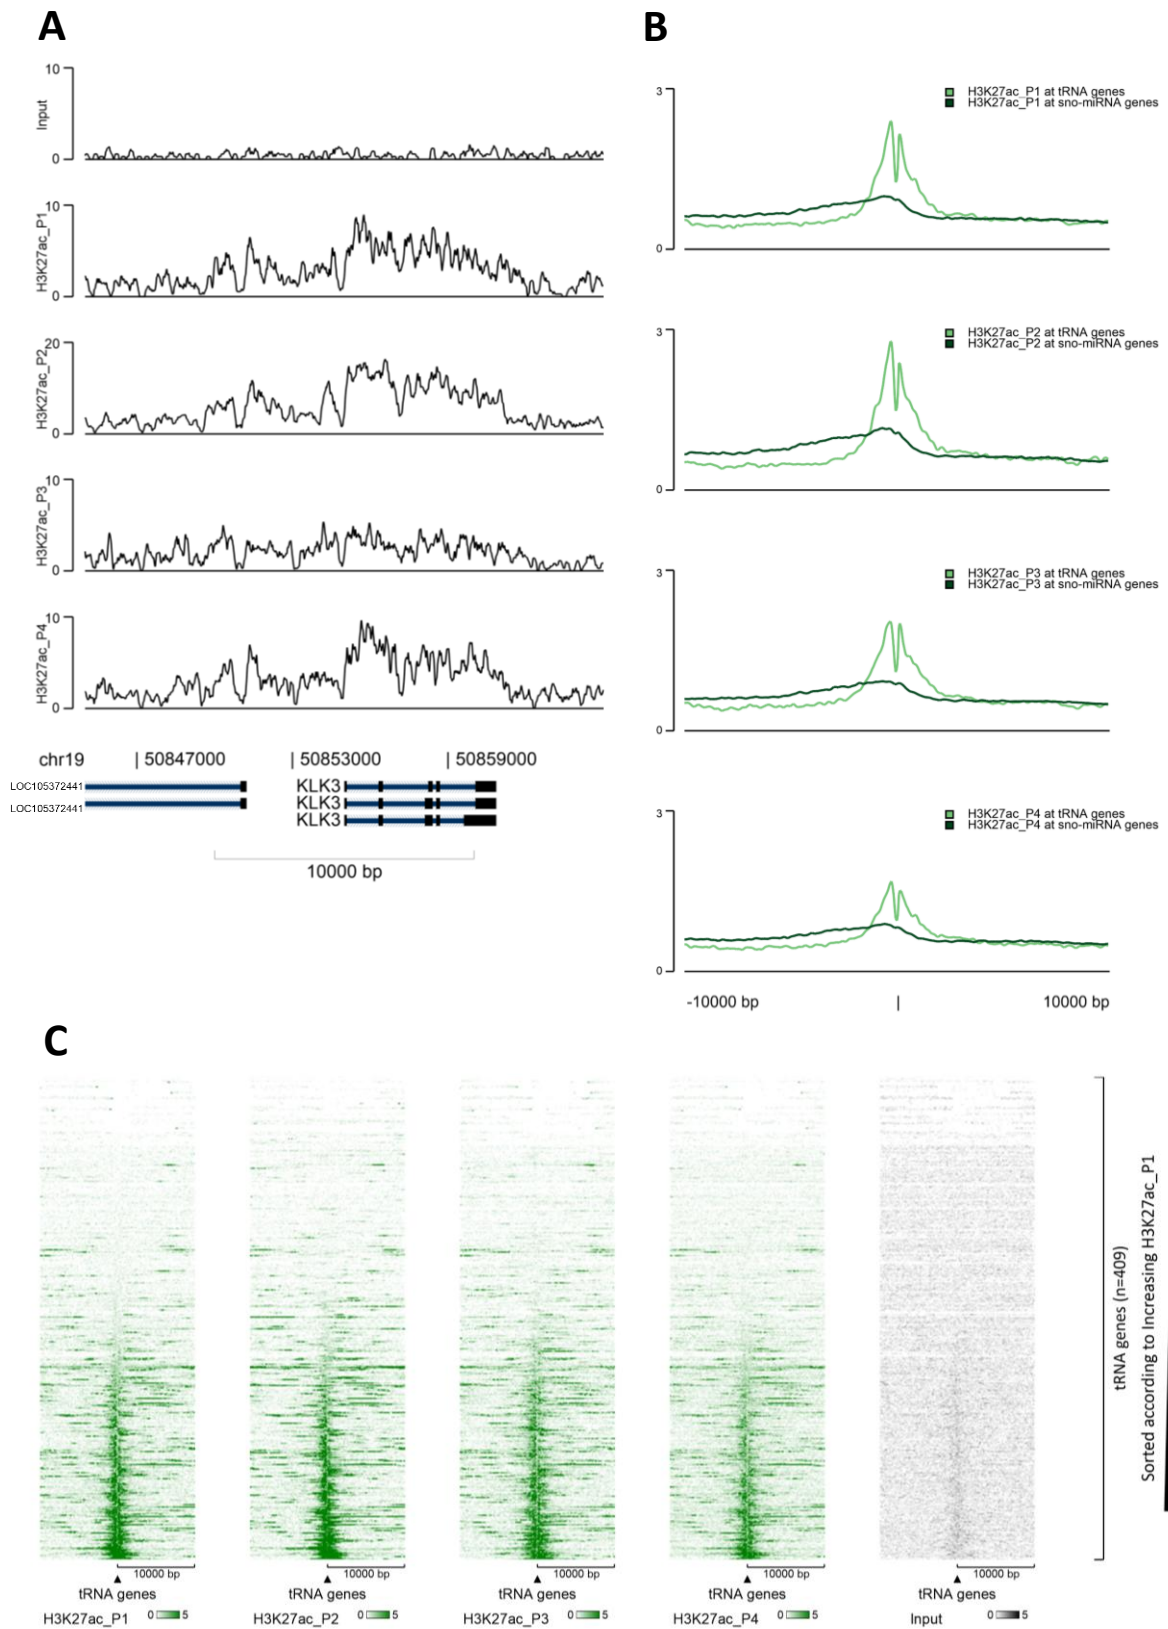 A
10
Input
0
10
H3K27ac_P1
0
20
H3K27ac_P2
0
10
H3K27ac_P3
0
10
H3K27ac_P4
0
chr19 | 50847000 | 50853000 | 50859000
LOC105372441 KLK3
LOC105372441 KLK3
KLK3
10000 bp
B
3
H3K27ac_P1 at tRNA genes
H3K27ac_P1 at sno-miRNA genes
0
3
H3K27ac_P2 at tRNA genes
H3K27ac_P2 at sno-miRNA genes
0
3
H3K27ac_P3 at tRNA genes
H3K27ac_P3 at sno-miRNA genes
0
3
H3K27ac_P4 at tRNA genes
H3K27ac_P4 at sno-miRNA genes
0
-10000 bp | 10000 bp
C
tRNA genes (n=409)
Sorted according to Increasing H3K27ac_P1
10000 bp 10000 bp 10000 bp 10000 bp 10000 bp
tRNA genes tRNA genes tRNA genes tRNA genes tRNA genes
H3K27ac_P1 0 5 H3K27ac_P2 0 5 H3K27ac_P3 0 5 H3K27ac_P4 0 5 Input 0 5